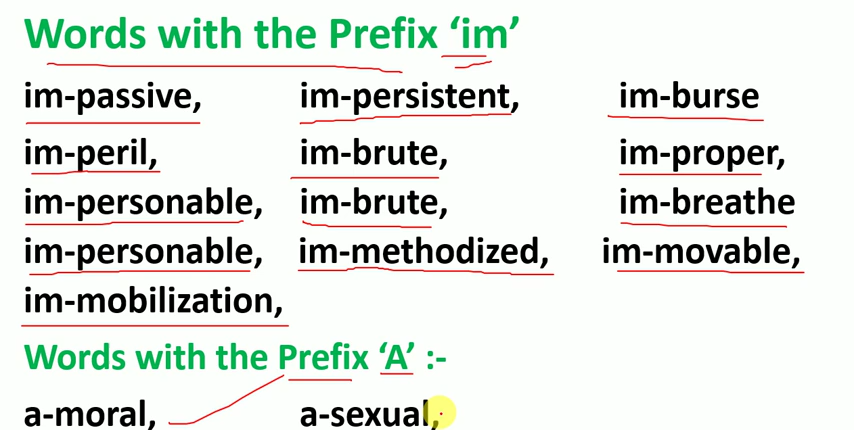 Words with the Prefix ‘im’
im-passive, im-persistent, im-burse
im-peril, im-brute, im-proper,
im-personable, im-brute, im-breathe
im-personable, im-methodized, im-movable,
im-mobilization,
Words with the Prefix ‘A’ :-
a-moral, a-sexual,